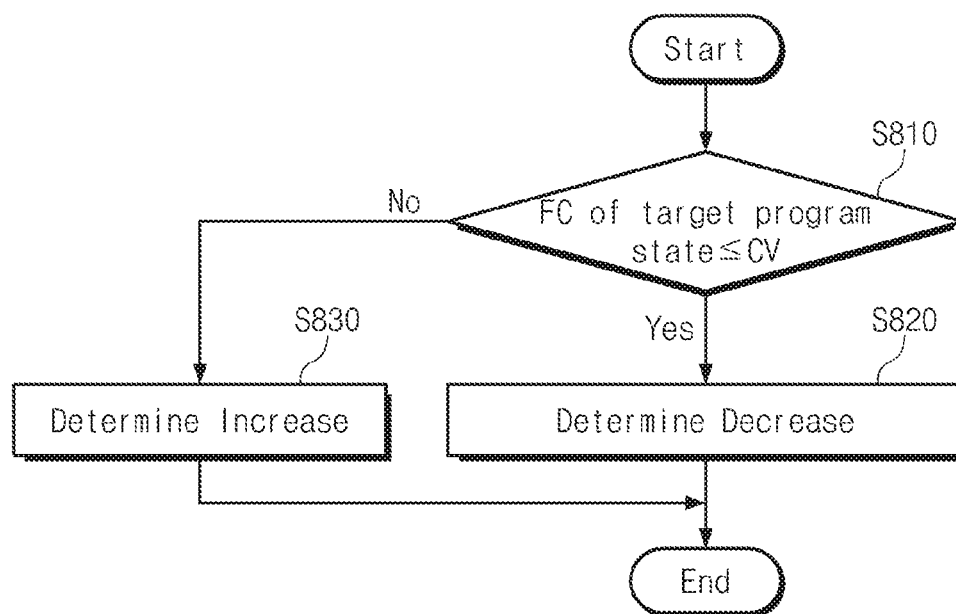 Start
S810
No
FC of target program
state≦CV
S830
Yes
S820
Determine Increase
Determine Decrease
End